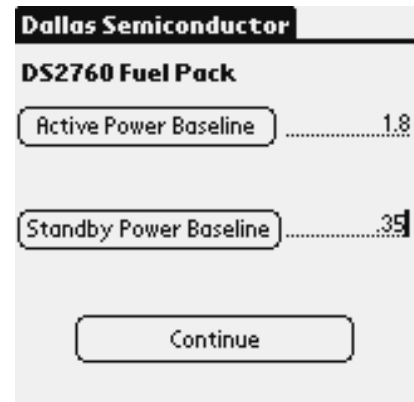 Dallas Semiconductor
DS2760 Fuel Pack
Active Power Baseline 1.8
Standby Power Baseline .35
Continue